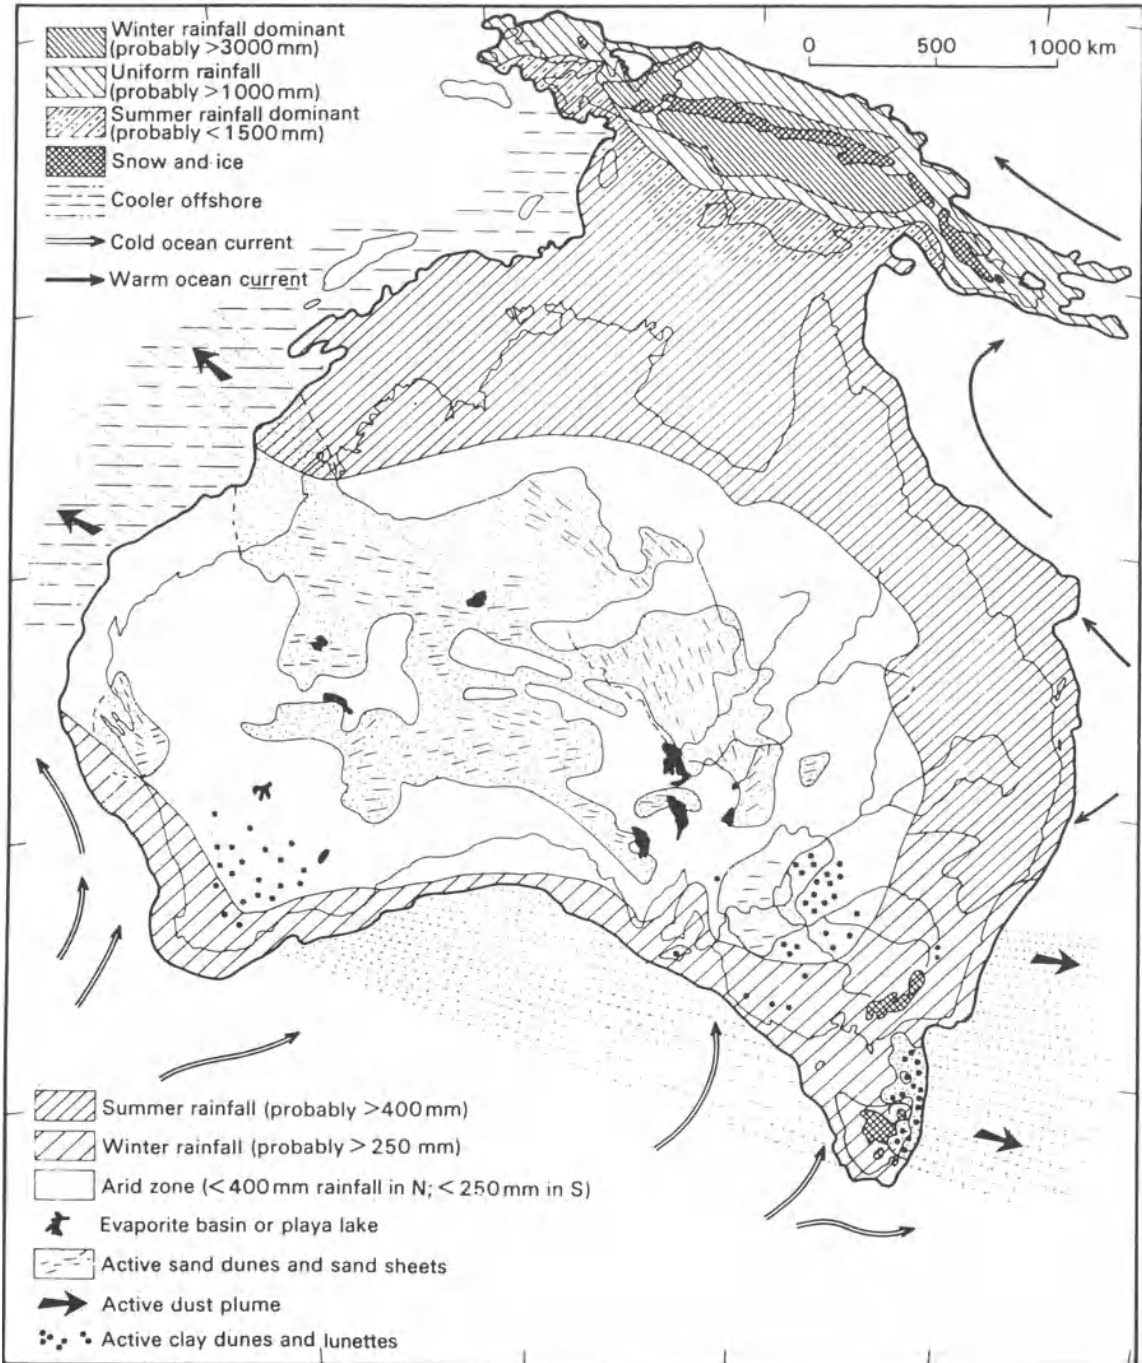 Winter rainfall dominant
(probably >3000 mm)
Uniform rainfall
(probably >1000 mm)
Summer rainfall dominant
(probably <1500 mm)
Snow and ice
Cooler offshore
Cold ocean current
Warm ocean current
0 500 1000 km
Summer rainfall (probably >400 mm)
Winter rainfall (probably > 250 mm)
Arid zone (<400 mm rainfall in N; <250 mm in S)
Evaporite basin or playa lake
Active sand dunes and sand sheets
Active dust plume
Active clay dunes and lunettes